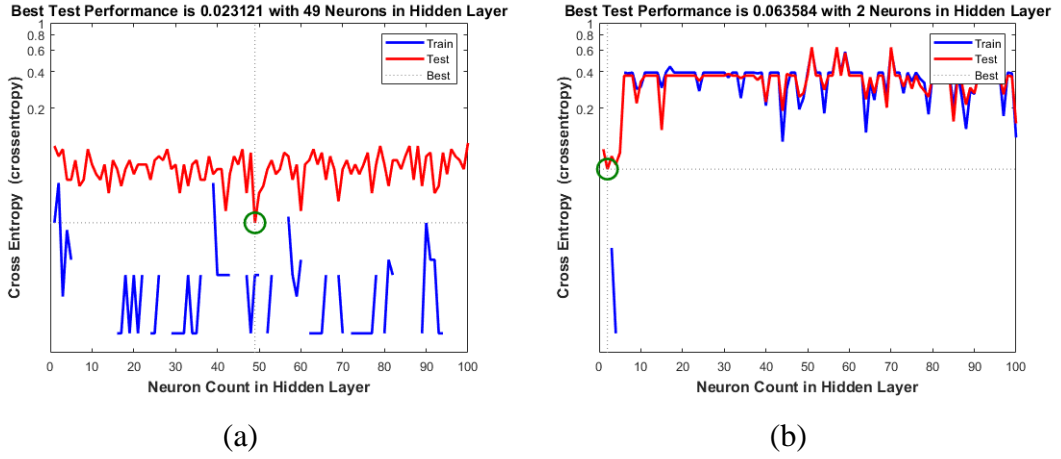 Best Test Performance is 0.023121 with 49 Neurons in Hidden Layer
1
0.8
0.6
0.4
0.2
Cross Entropy (crossentropy)
Train
Test
Best
0 10 20 30 40 50 60 70 80 90 100
Neuron Count in Hidden Layer
(a)
Best Test Performance is 0.063584 with 2 Neurons in Hidden Layer
1
0.8
0.6
0.4
0.2
Cross Entropy (crossentropy)
Train
Test
Best
0 10 20 30 40 50 60 70 80 90 100
Neuron Count in Hidden Layer
(b)